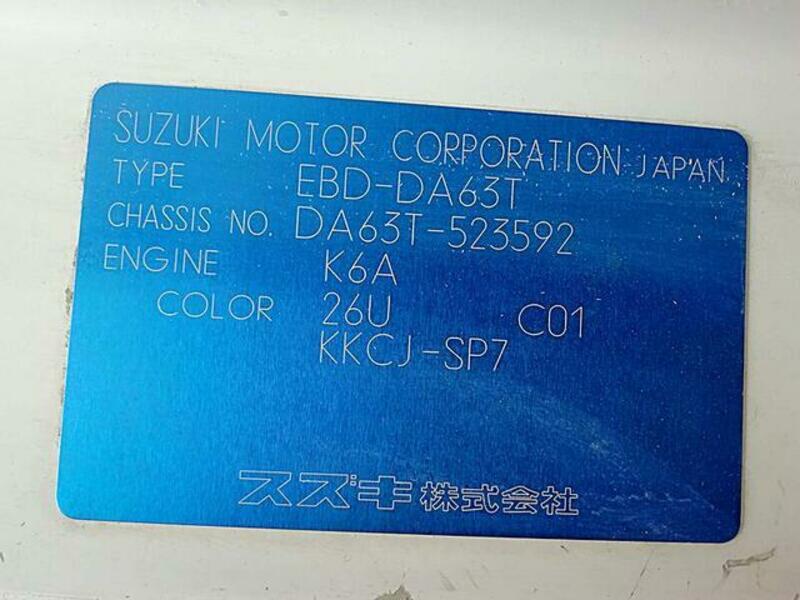 SUZUKI MOTOR CORPORATION JAPAN
TYPE EBD-DA63T
CHASSIS NO. DA63T-523592
ENGINE K6A
COLOR 26U C01
KKCJ-SP7
スズキ株式会社